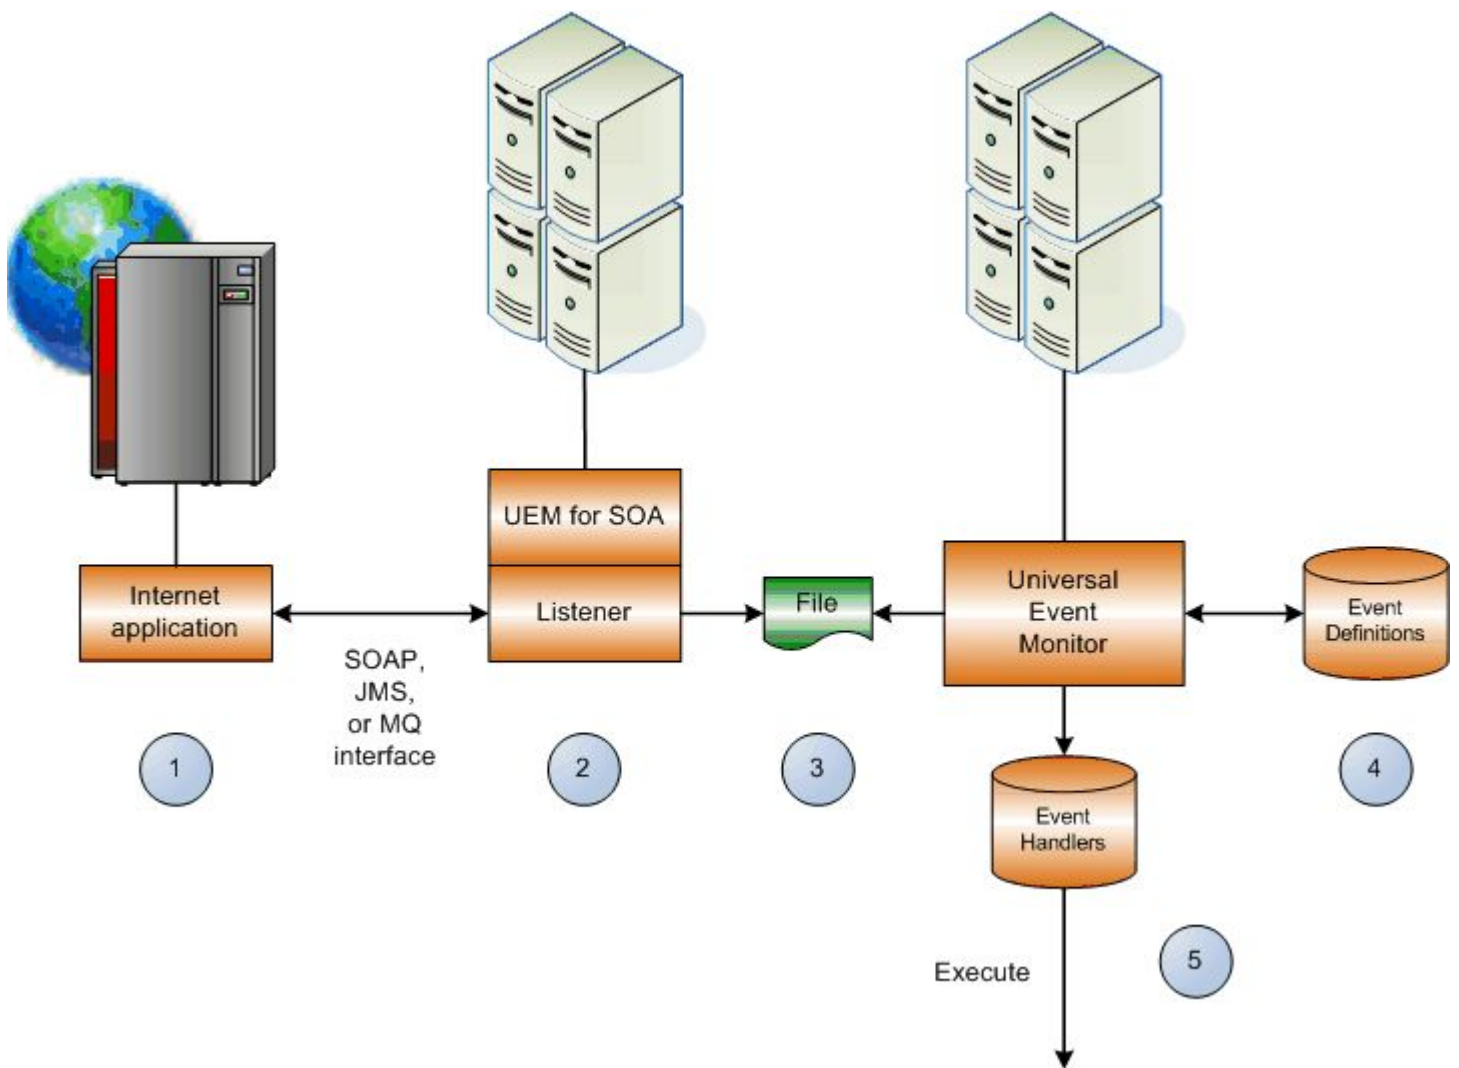 UEM for SOA
Internet
application
Listener
File
Universal
Event
Monitor
Event
Definitions
SOAP,
JMS,
or MQ
interface
1
2
3
4
Event
Handlers
Execute
5